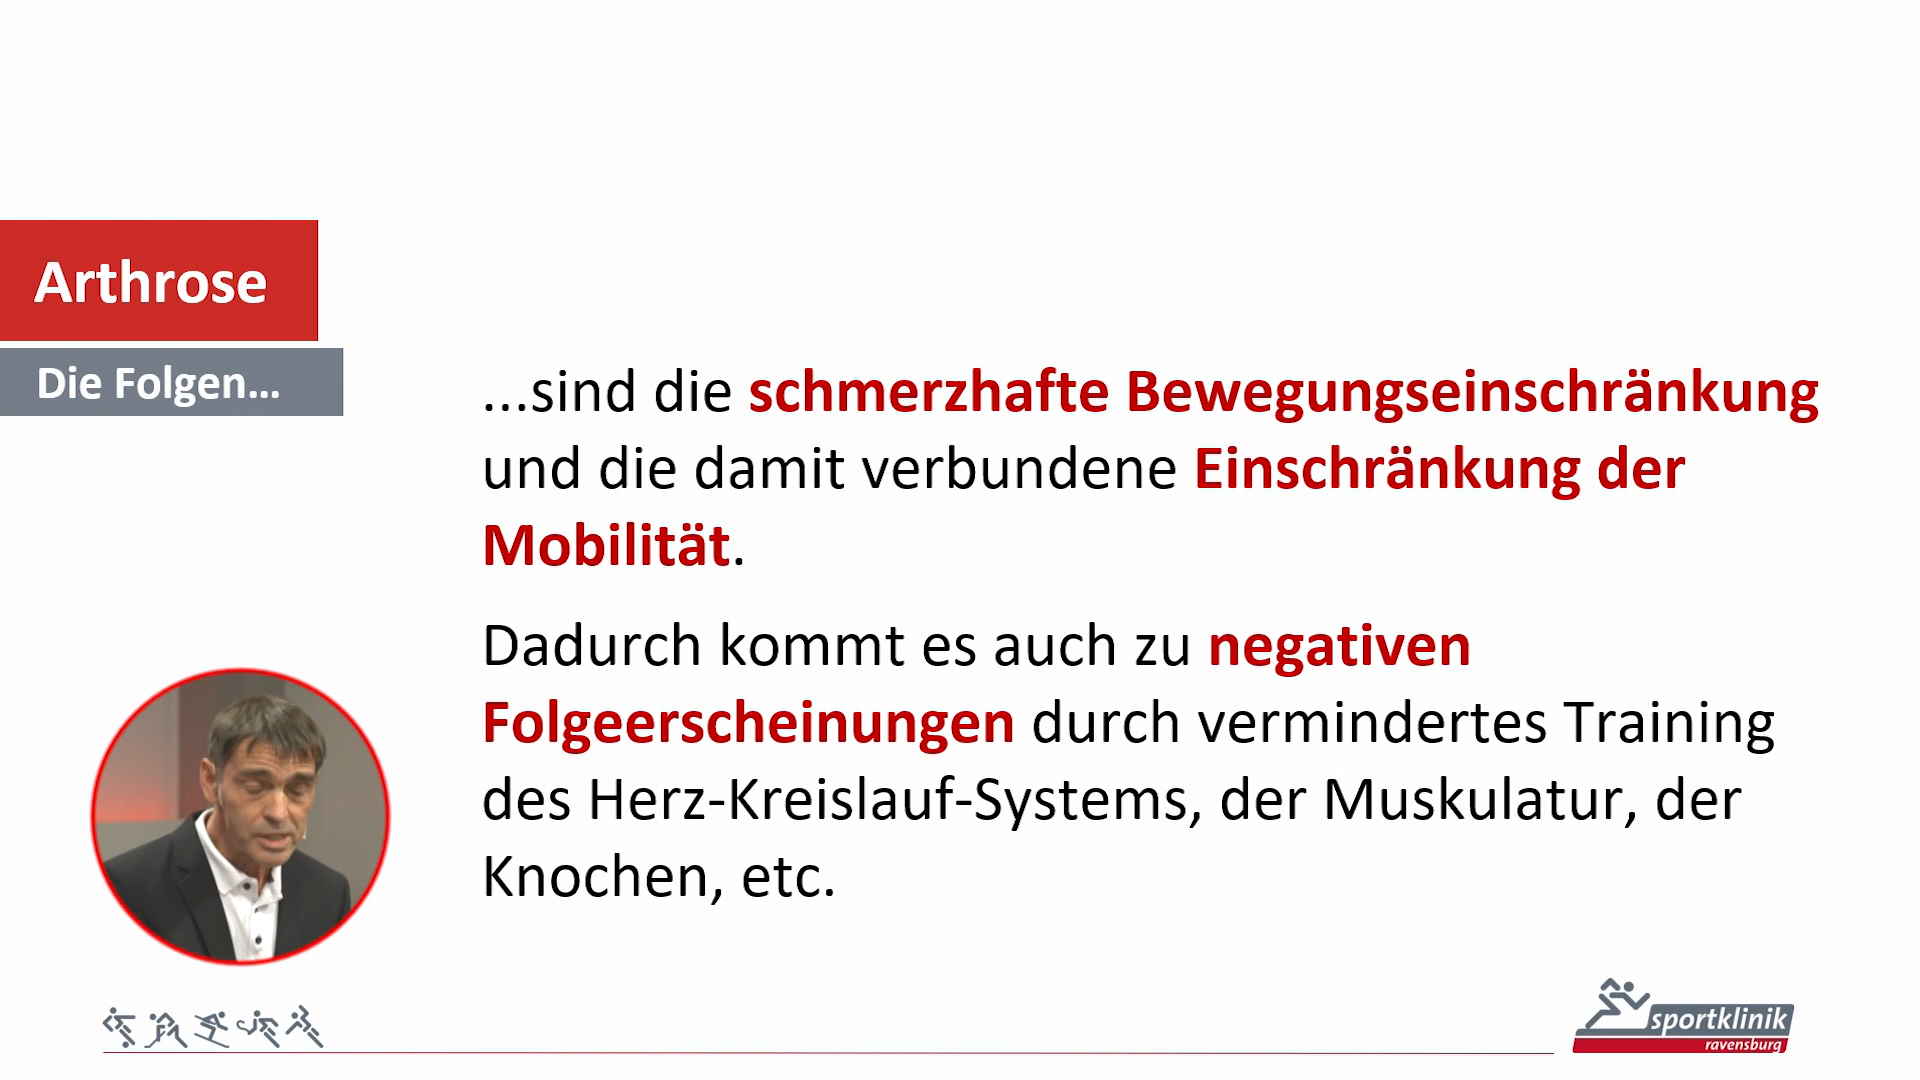 Arthrose
Die Folgen...
...sind die schmerzhafte Bewegungseinschränkung
und die damit verbundene Einschränkung der
Mobilität.
Dadurch kommt es auch zu negativen
Folgeerscheinungen durch vermindertes Training
des Herz-Kreislauf-Systems, der Muskulatur, der
Knochen, etc.
sportklinik
ravensburg